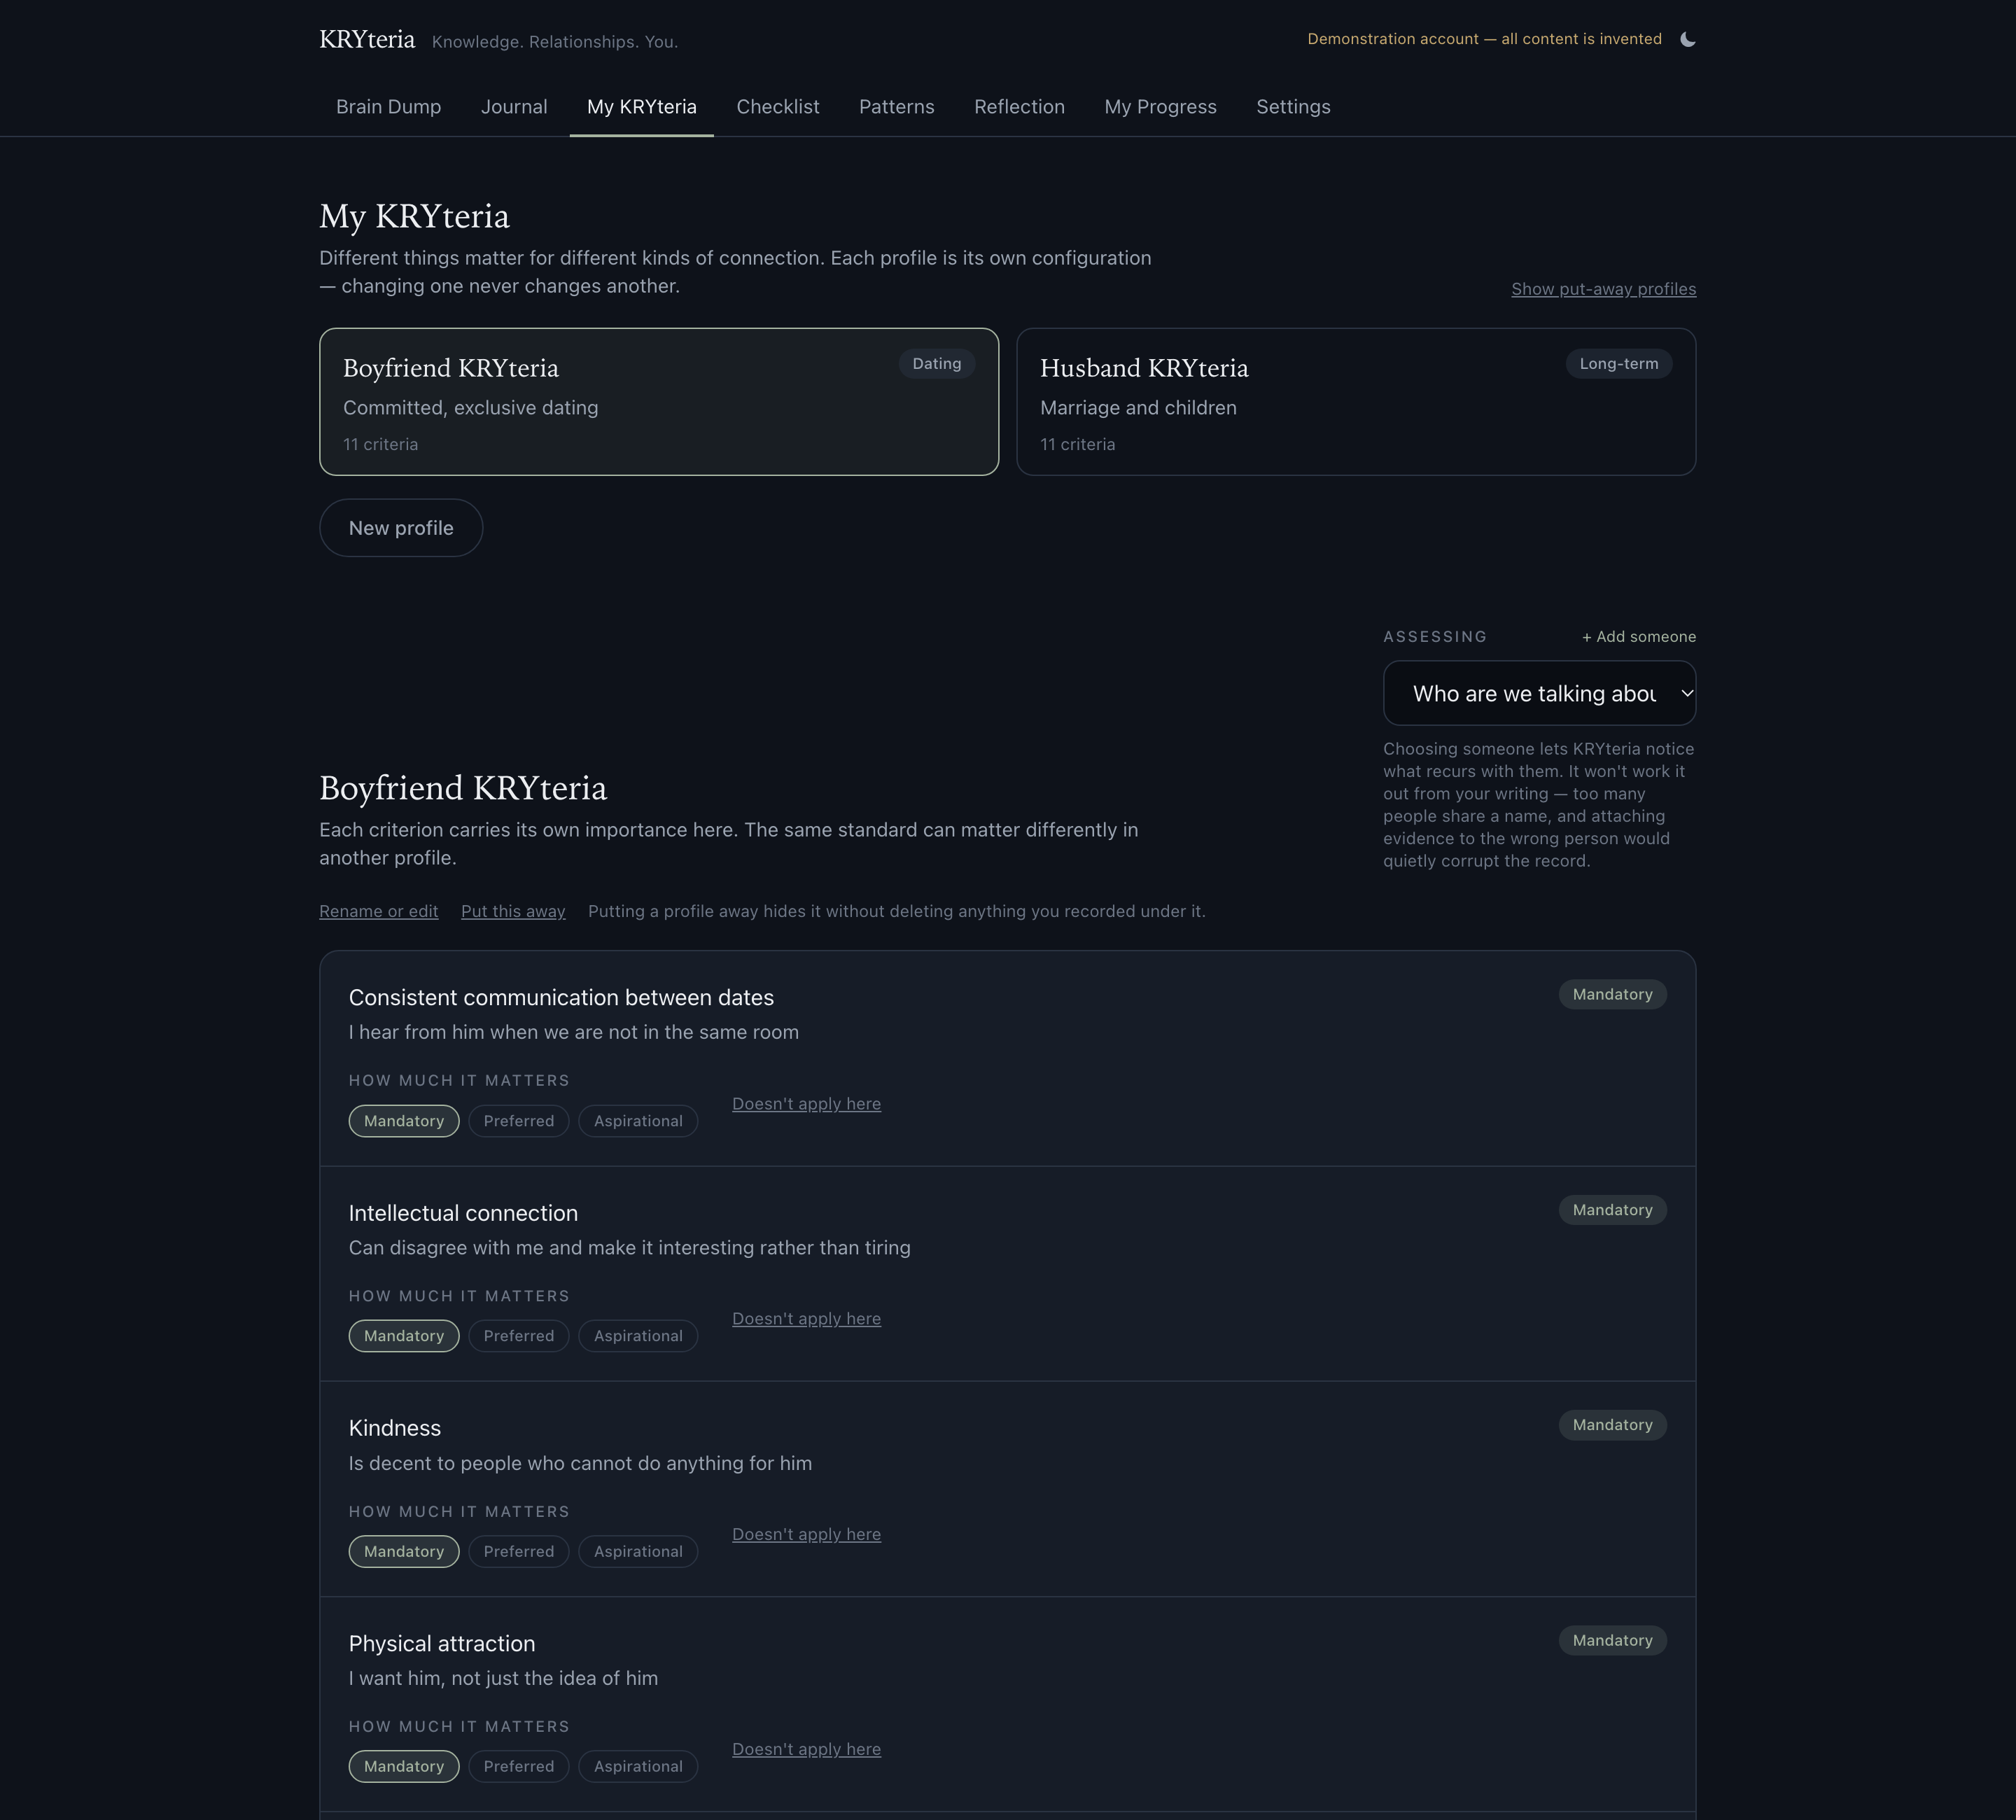 KRYteria Knowledge. Relationships. You.
Demonstration account — all content is invented
Brain Dump Journal My KRYteria Checklist Patterns Reflection My Progress Settings
My KRYteria
Different things matter for different kinds of connection. Each profile is its own configuration
— changing one never changes another.
Show put-away profiles
Boyfriend KRYteria
Dating
Committed, exclusive dating
11 criteria
Husband KRYteria
Long-term
Marriage and children
11 criteria
New profile
ASSESSING
+ Add someone
Who are we talking abou
Choosing someone lets KRYteria notice
what recurs with them. It won't work it
out from your writing — too many
people share a name, and attaching
evidence to the wrong person would
quietly corrupt the record.
Boyfriend KRYteria
Each criterion carries its own importance here. The same standard can matter differently in
another profile.
Rename or edit Put this away Putting a profile away hides it without deleting anything you recorded under it.
Consistent communication between dates
Mandatory
I hear from him when we are not in the same room
HOW MUCH IT MATTERS
Mandatory Preferred Aspirational Doesn't apply here
Intellectual connection
Mandatory
Can disagree with me and make it interesting rather than tiring
HOW MUCH IT MATTERS
Mandatory Preferred Aspirational Doesn't apply here
Kindness
Mandatory
Is decent to people who cannot do anything for him
HOW MUCH IT MATTERS
Mandatory Preferred Aspirational Doesn't apply here
Physical attraction
Mandatory
I want him, not just the idea of him
HOW MUCH IT MATTERS
Mandatory Preferred Aspirational Doesn't apply here